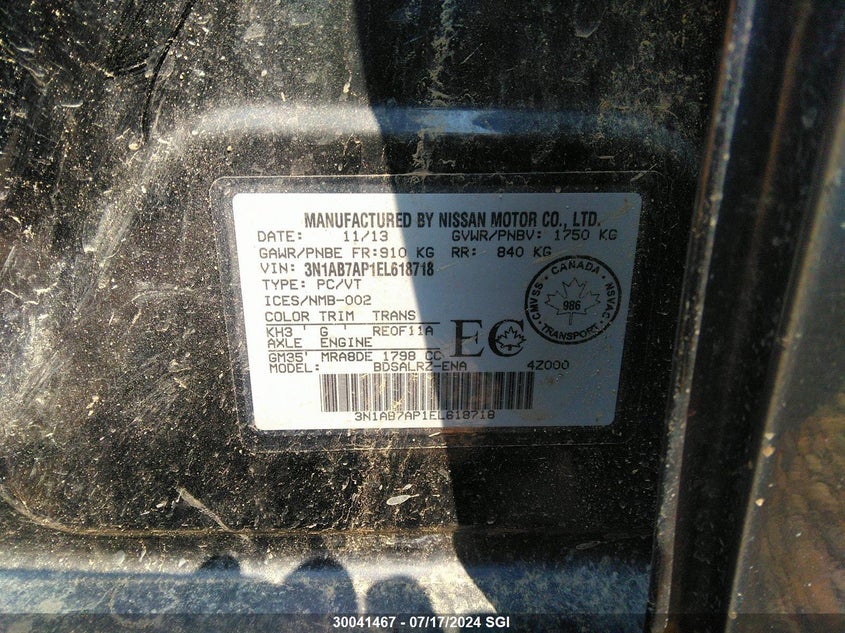 MANUFACTURED BY NISSAN MOTOR CO., LTD.
DATE: 11/13 GVWR/PNBV: 1750 KG
GAWR/PNBE FR: 910 KG RR: 840 KG
VIN: 3N1AB7AP1EL618718
TYPE: PC/VT
ICES/NMB-002
COLOR TRIM TRANS
KH3 ' G ' REOF11A
AXLE ENGINE
GM35' MRA8DE 1798 CC
MODEL: BDSALRZ-ENA 4Z000
EC
CANADA
CMVSS NSVAC
986
TRANSPORT
3N1AB7AP1EL618718
30041467 - 07/17/2024 SGI